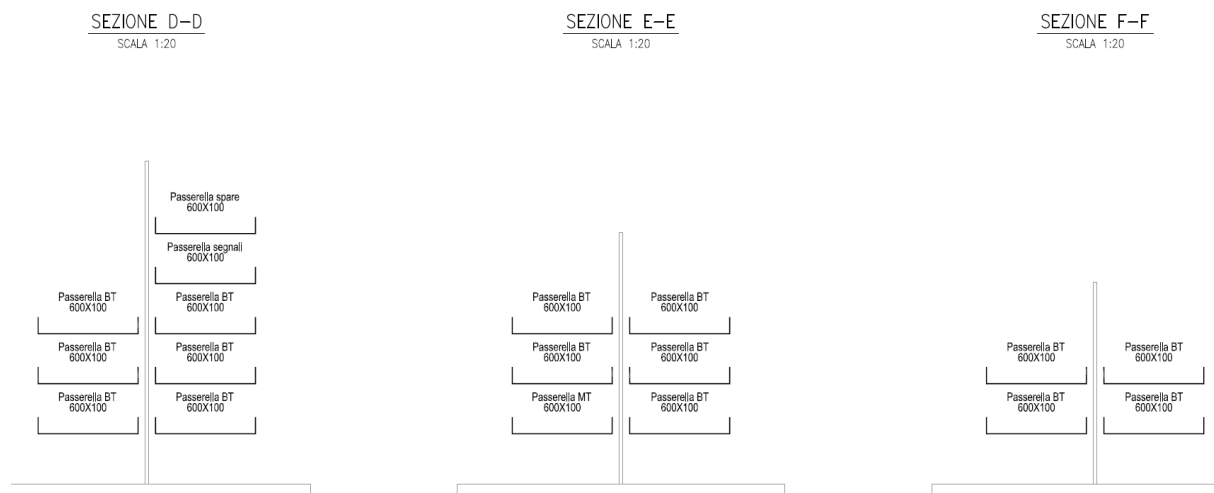 SEZIONE D-D
SCALA 1:20
Passerella spare
600X100
Passerella segnali
600X100
Passerella BT
600X100
Passerella BT
600X100
Passerella BT
600X100
Passerella BT
600X100
Passerella BT
600X100
Passerella BT
600X100
SEZIONE E-E
SCALA 1:20
Passerella BT
600X100
Passerella BT
600X100
Passerella BT
600X100
Passerella BT
600X100
Passerella MT
600X100
Passerella BT
600X100
SEZIONE F-F
SCALA 1:20
Passerella BT
600X100
Passerella BT
600X100
Passerella BT
600X100
Passerella BT
600X100